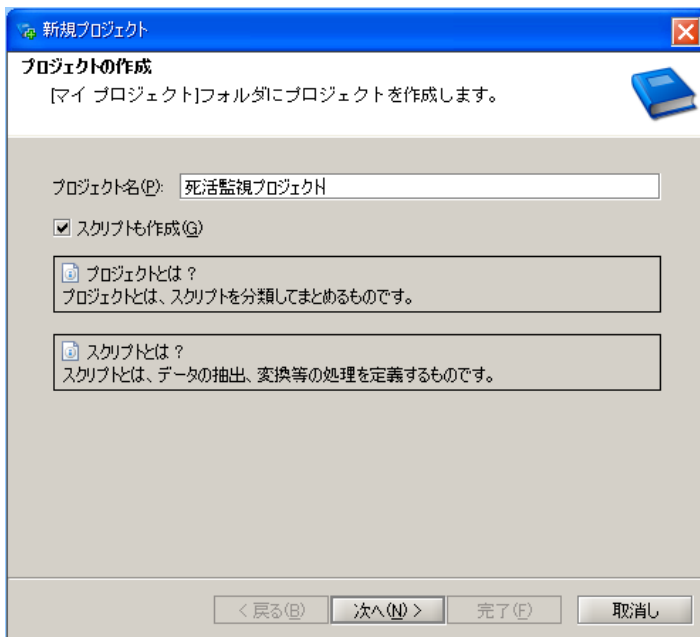 新規プロジェクト
プロジェクトの作成
[マイ プロジェクト]フォルダにプロジェクトを作成します。
プロジェクト名(P): 死活監視プロジェクト
スクリプトも作成(G)
プロジェクトとは？
プロジェクトとは、スクリプトを分類してまとめるものです。
スクリプトとは？
スクリプトとは、データの抽出、変換等の処理を定義するものです。
< 戻る(B) 次へ(N) > 完了(F) 取消し